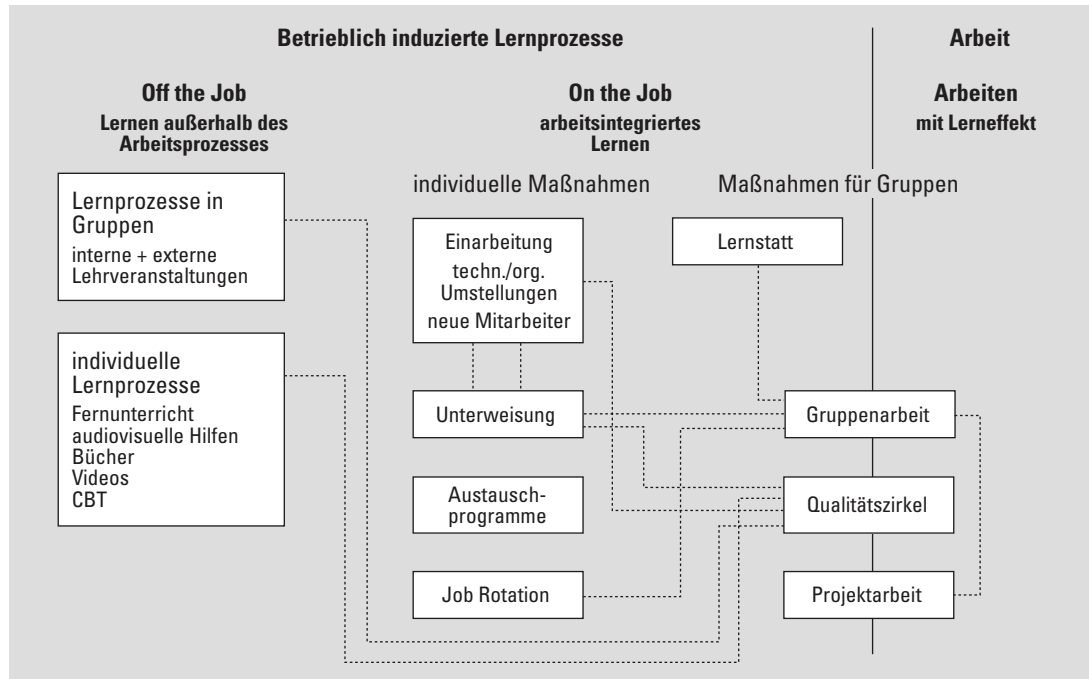 Betrieblich induzierte Lernprozesse
Arbeit
Off the Job
Lernen außerhalb des
Arbeitsprozesses
On the Job
arbeitsintegriertes
Lernen
Arbeiten
mit Lerneffekt
individuelle Maßnahmen
Maßnahmen für Gruppen
Lernprozesse in
Gruppen
interne + externe
Lehrveranstaltungen
individuelle
Lernprozesse
Fernunterricht
audiovisuelle Hilfen
Bücher
Videos
CBT
Einarbeitung
techn./org.
Umstellungen
neue Mitarbeiter
Unterweisung
Austausch-
programme
Job Rotation
Lernstatt
Gruppenarbeit
Qualitätszirkel
Projektarbeit